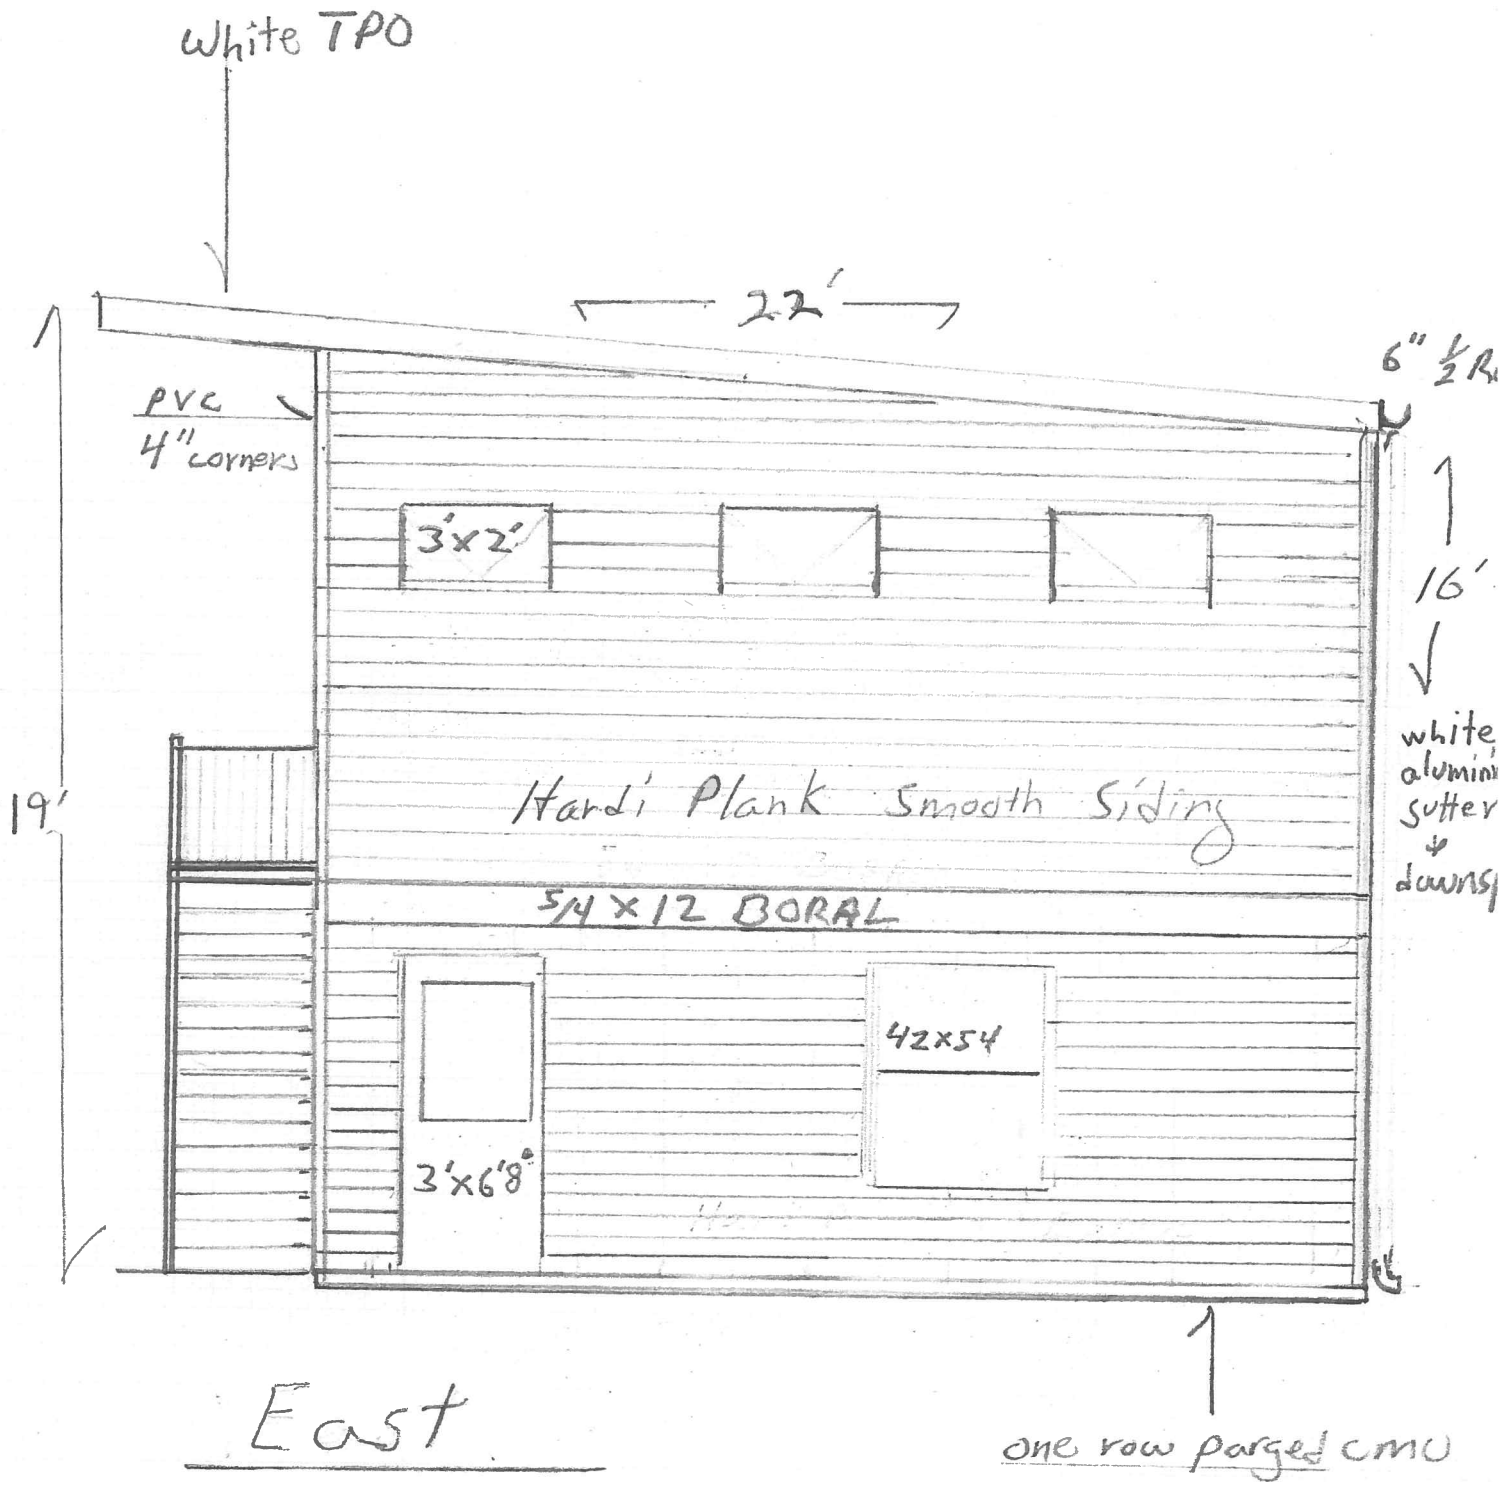 White TPO
22'
6" 1/2 R
PVC
4" corners
3'x2'
16'
white
alumin
gutter
&
downsp
19'
Hardi Plank Smooth Siding
5/4 X 12 BORAL
42x54
3'x6'8"
East
one row parged CMU